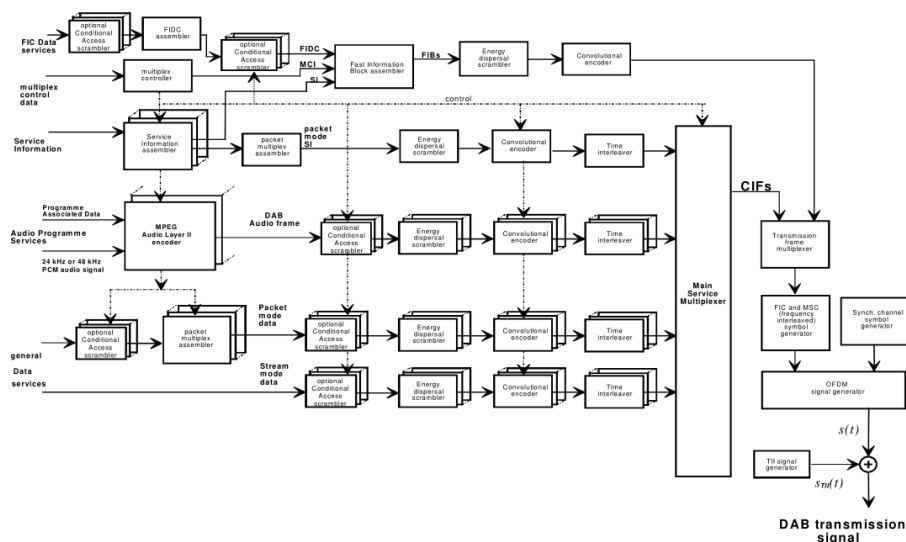 FIC Data
services
optional
Conditional
Access
scrambler
FIDC
assembler
optional
Conditional
Access
scrambler
FIDC
MCI
SI
Fast Information
Block assembler
FIBs
Energy
dispersal
scrambler
Convolutional
encoder
multiplex
control
data
multiplex
controller
control
Service
Information
Service
Information
assembler
packet
multiplex
assembler
packet
mode
SI
Energy
dispersal
scrambler
Convolutional
encoder
Time
interleaver
Programme
Associated Data
Audio Programme
Services
24 kHz or 48 kHz
PCM audio signal
MPEG
Audio Layer II
encoder
DAB
Audio frame
optional
Conditional
Access
scrambler
Energy
dispersal
scrambler
Convolutional
encoder
Time
interleaver
general
Data
services
optional
Conditional
Access
scrambler
packet
multiplex
assembler
Packet
mode data
optional
Conditional
Access
scrambler
Energy
dispersal
scrambler
Convolutional
encoder
Time
interleaver
Stream
mode data
optional
Conditional
Access
scrambler
Energy
dispersal
scrambler
Convolutional
encoder
Time
interleaver
Main
Service
Multiplexer
CIFs
Transmission
frame
multiplexer
FIC and MSC
(frequency
interleaved)
symbol
generator
Synch. channel
symbol
generator
OFDM
signal generator
s(t)
TII signal
generator
sTII(t)
+
DAB transmission
signal